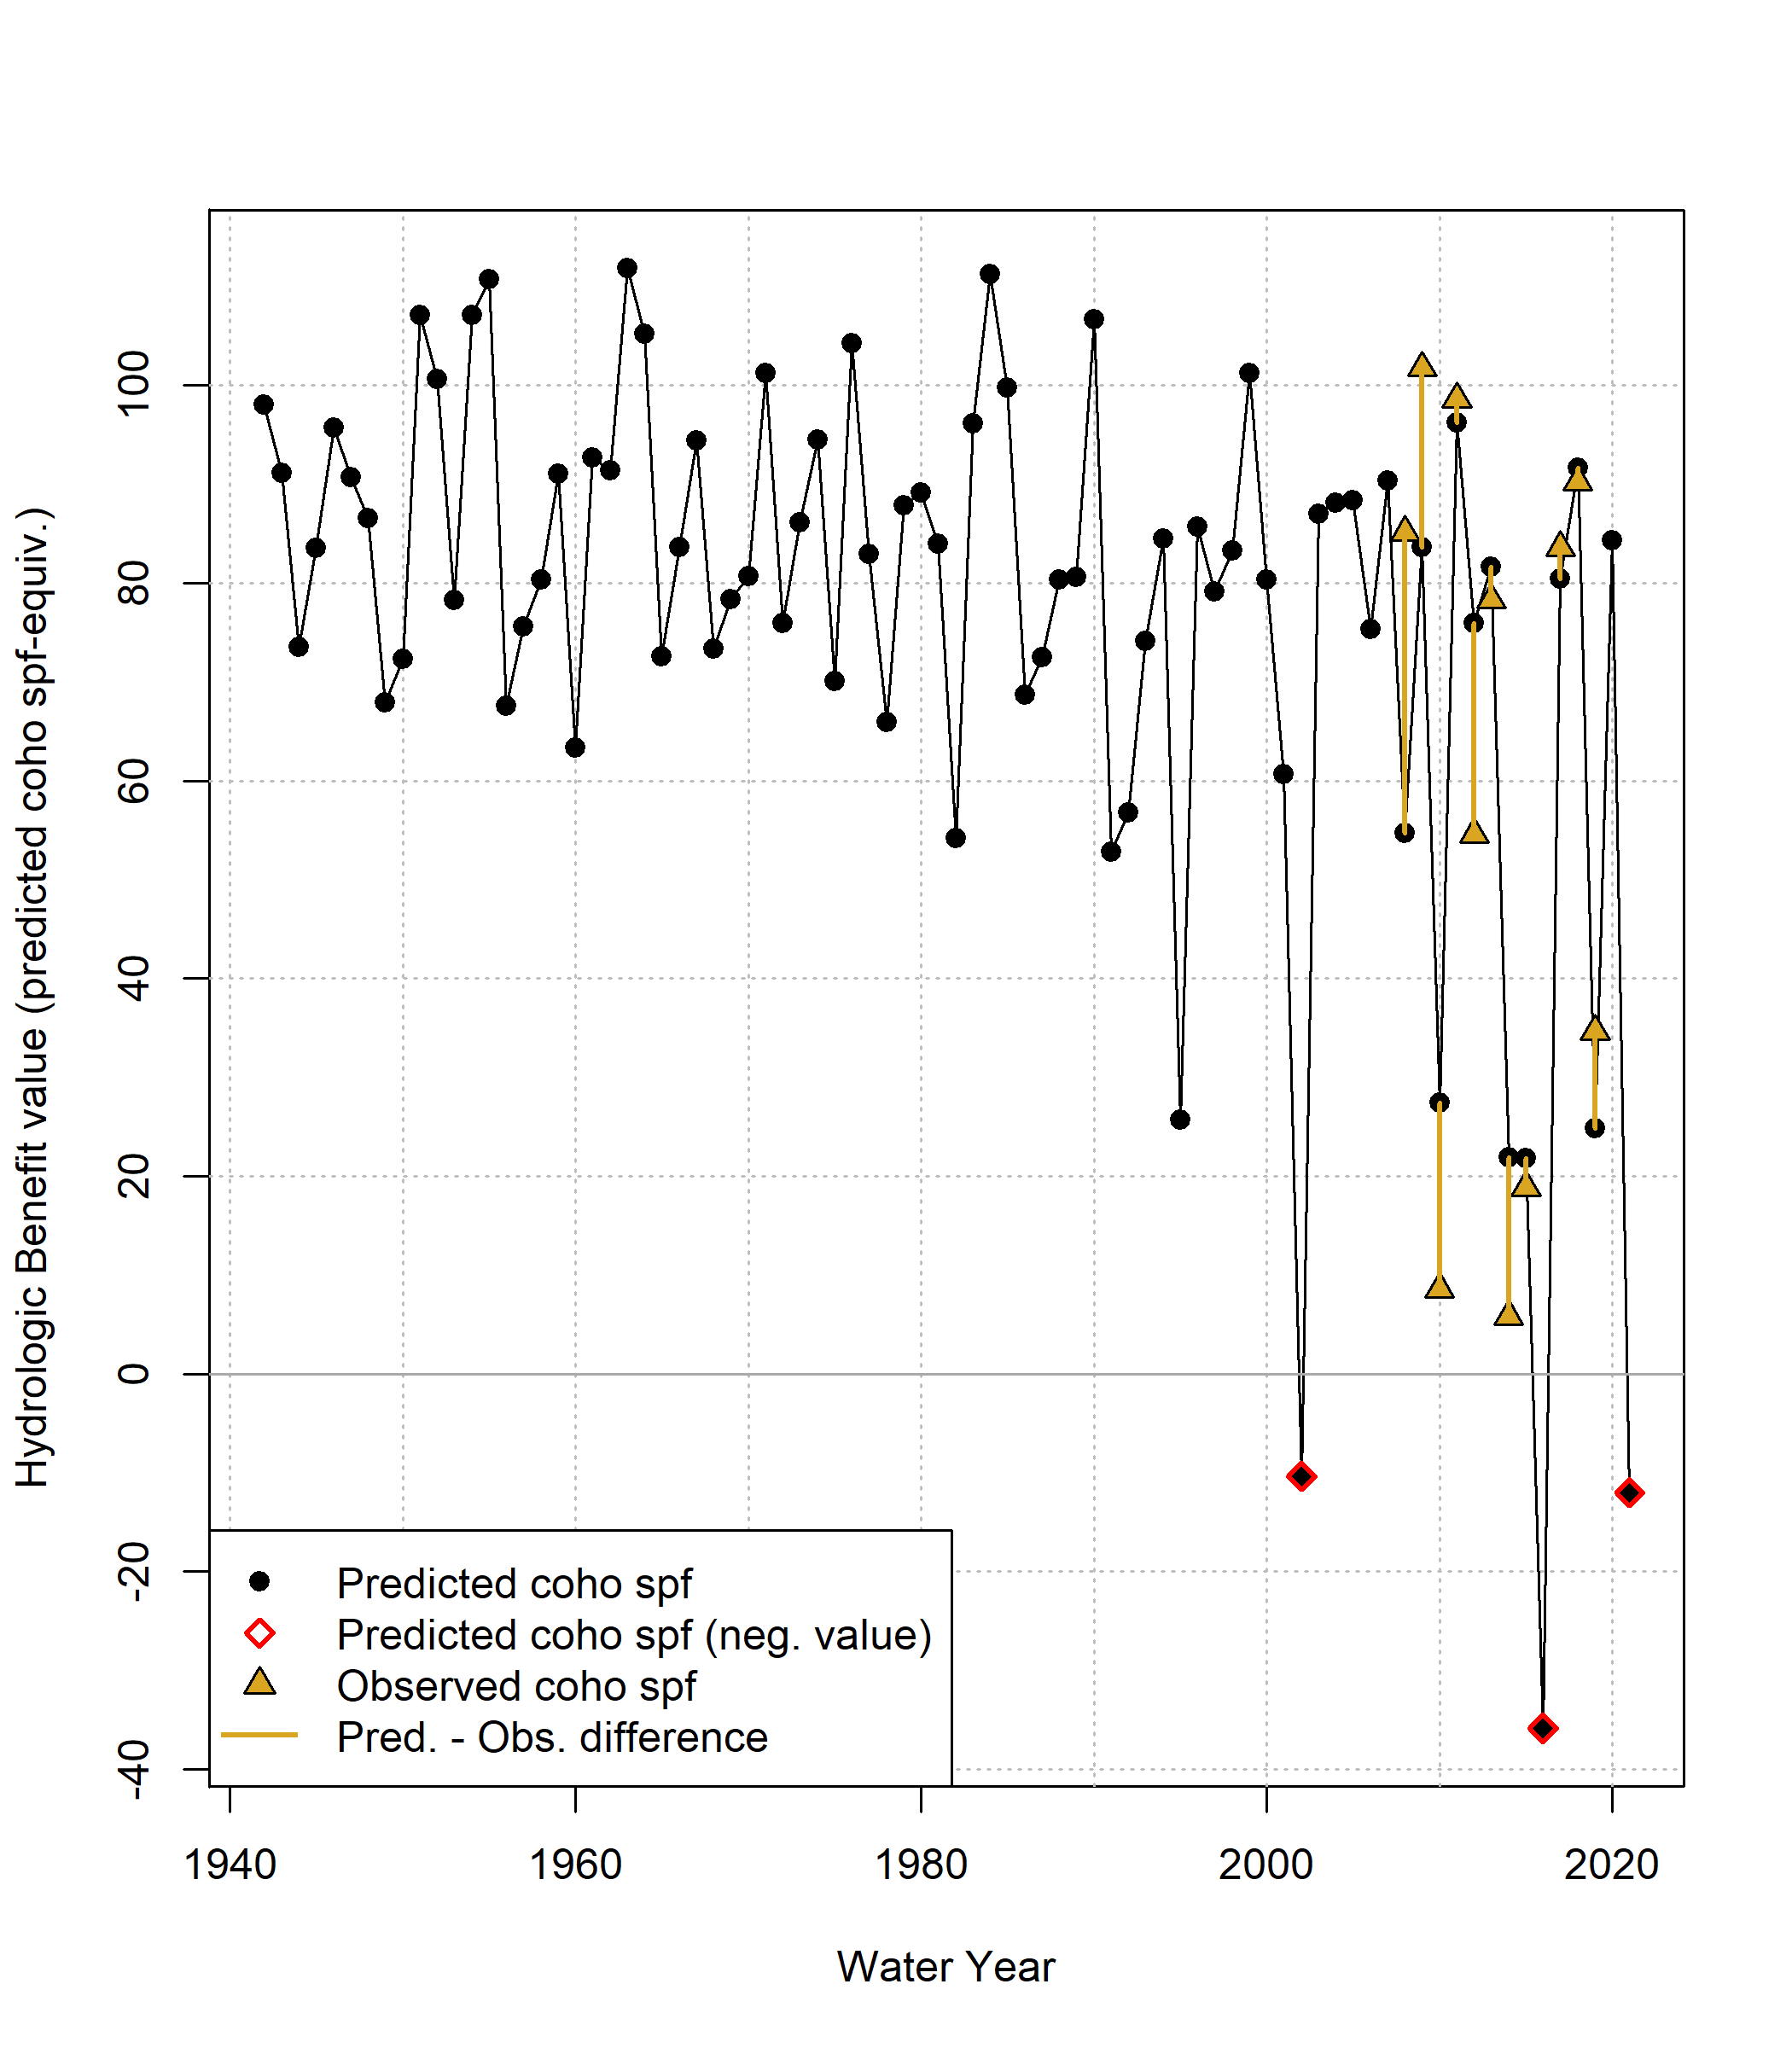 Hydrologic Benefit value (predicted coho spf-equiv.)
100
80
60
40
20
0
-20
-40
Predicted coho spf
Predicted coho spf (neg. value)
Observed coho spf
Pred. - Obs. difference
1940 1960 1980 2000 2020
Water Year